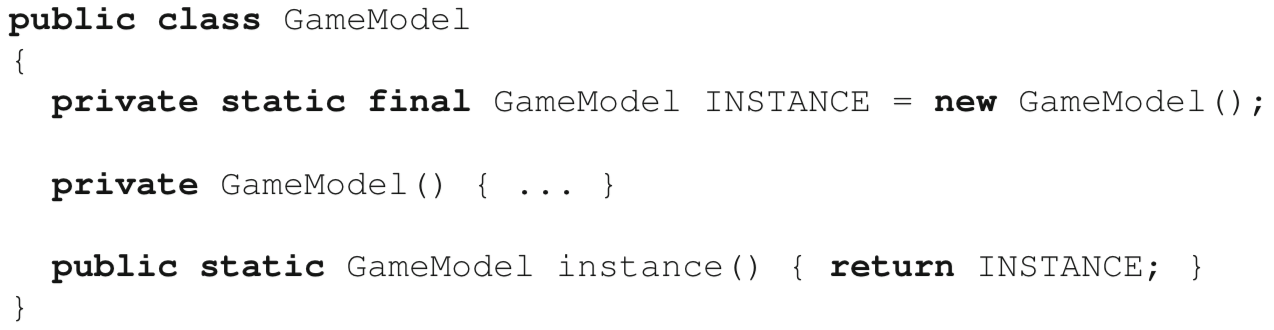 public class GameModel
{
private static final GameModel INSTANCE = new GameModel();
private GameModel() { ... }
public static GameModel instance() { return INSTANCE; }
}